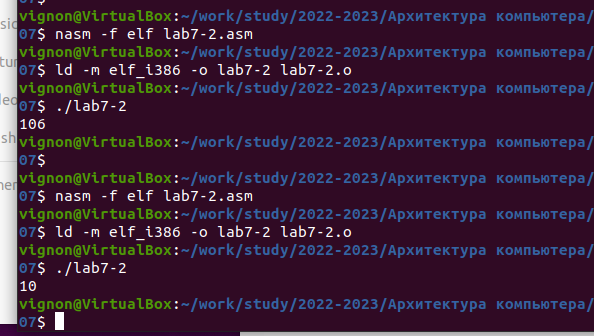 07$
vignon@VirtualBox:~/work/study/2022-2023/Архитектура компьютера/
07$ nasm -f elf lab7-2.asm
vignon@VirtualBox:~/work/study/2022-2023/Архитектура компьютера/
07$ ld -m elf_i386 -o lab7-2 lab7-2.o
vignon@VirtualBox:~/work/study/2022-2023/Архитектура компьютера/
07$ ./lab7-2
106
vignon@VirtualBox:~/work/study/2022-2023/Архитектура компьютера/
07$
vignon@VirtualBox:~/work/study/2022-2023/Архитектура компьютера/
07$ nasm -f elf lab7-2.asm
vignon@VirtualBox:~/work/study/2022-2023/Архитектура компьютера/
07$ ld -m elf_i386 -o lab7-2 lab7-2.o
vignon@VirtualBox:~/work/study/2022-2023/Архитектура компьютера/
07$ ./lab7-2
10
vignon@VirtualBox:~/work/study/2022-2023/Архитектура компьютера/
07$